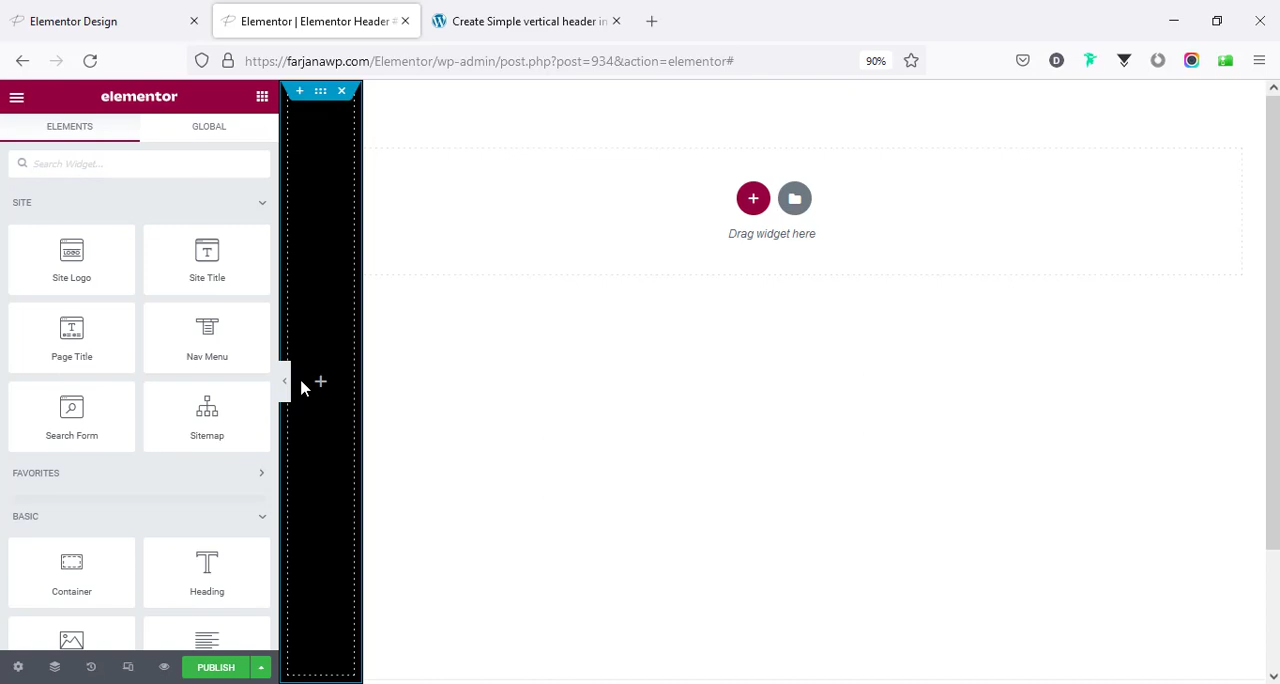 Elementor Design
Elementor | Elementor Header #
Create Simple vertical header in
https://farjanawp.com/Elementor/wp-admin/post.php?post=934&action=elementor#
90%
elementor
ELEMENTS
GLOBAL
Search Widget...
SITE
Site Logo
Site Title
Page Title
Nav Menu
Search Form
Sitemap
FAVORITES
BASIC
Container
Heading
PUBLISH
Drag widget here